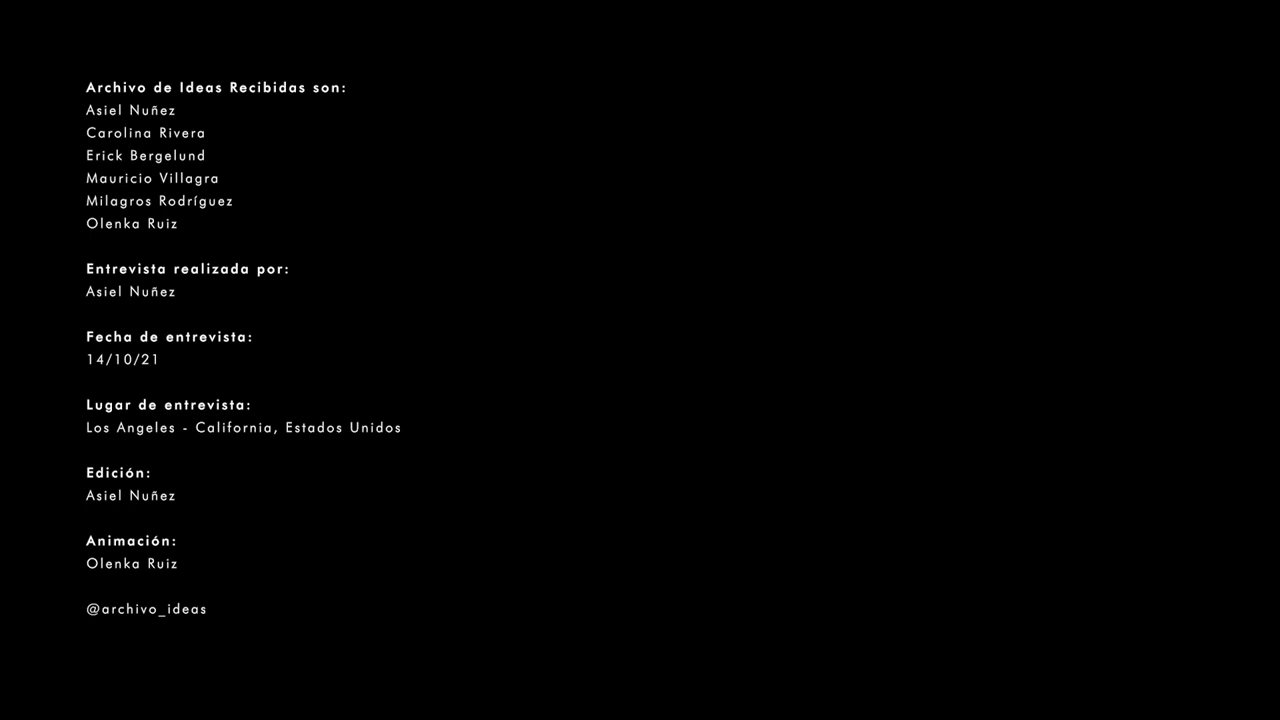 Archivo de Ideas Recibidas son:
Asiel Nuñez
Carolina Rivera
Erick Bergelund
Mauricio Villagra
Milagros Rodríguez
Olenka Ruiz
Entrevista realizada por:
Asiel Nuñez
Fecha de entrevista:
14/10/21
Lugar de entrevista:
Los Angeles - California, Estados Unidos
Edición:
Asiel Nuñez
Animación:
Olenka Ruiz
@archivo_ideas